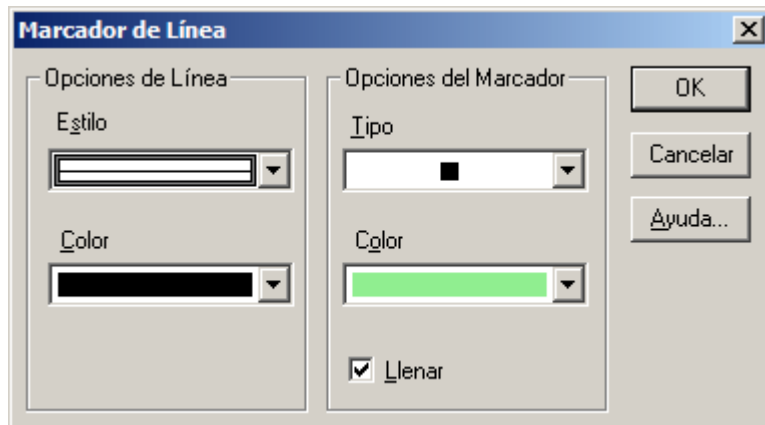 Marcador de Línea
Opciones de Línea
Estilo
Color
Opciones del Marcador
Tipo
Color
Llenar
OK
Cancelar
Ayuda...